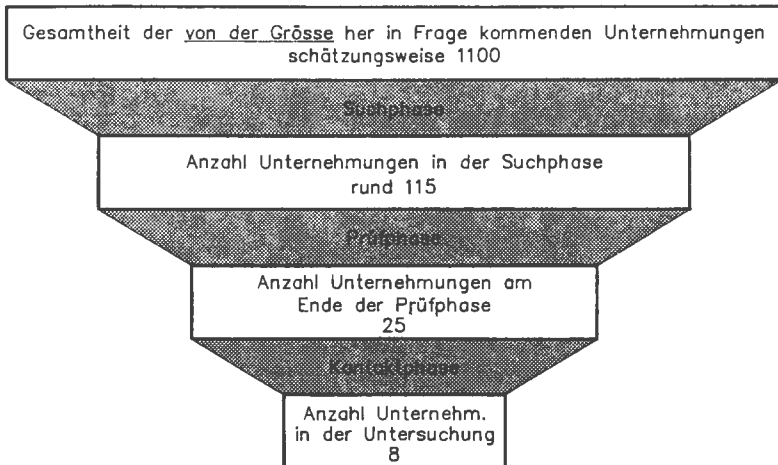 Gesamtheit der von der Grösse her in Frage kommenden Unternehmungen
schätzungsweise 1100
Suchphase
Anzahl Unternehmungen in der Suchphase
rund 115
Prüfphase
Anzahl Unternehmungen am
Ende der Prüfphase
25
Kontaktphase
Anzahl Unternehm.
in der Untersuchung
8